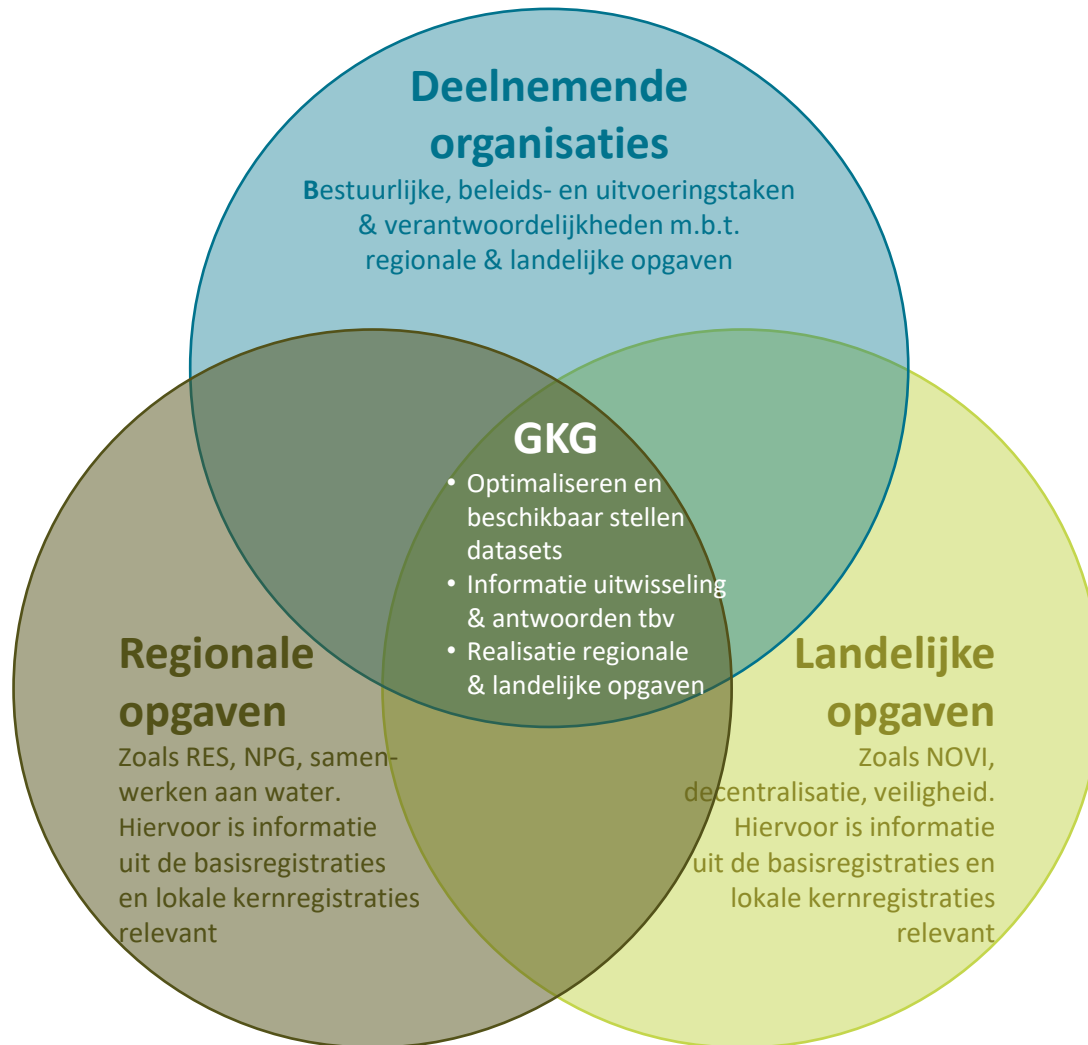 Deelnemende
organisaties
Bestuurlijke, beleids- en uitvoeringstaken
& verantwoordelijkheden m.b.t.
regionale & landelijke opgaven
GKG
• Optimaliseren en
beschikbaar stellen
datasets
• Informatie uitwisseling
& antwoorden tbv
• Realisatie regionale
& landelijke opgaven
Regionale
opgaven
Zoals RES, NPG, samen-
werken aan water.
Hiervoor is informatie
uit de basisregistraties
en lokale kernregistraties
relevant
Landelijke
opgaven
Zoals NOVI,
decentralisatie, veiligheid.
Hiervoor is informatie
uit de basisregistraties en
lokale kernregistraties
relevant